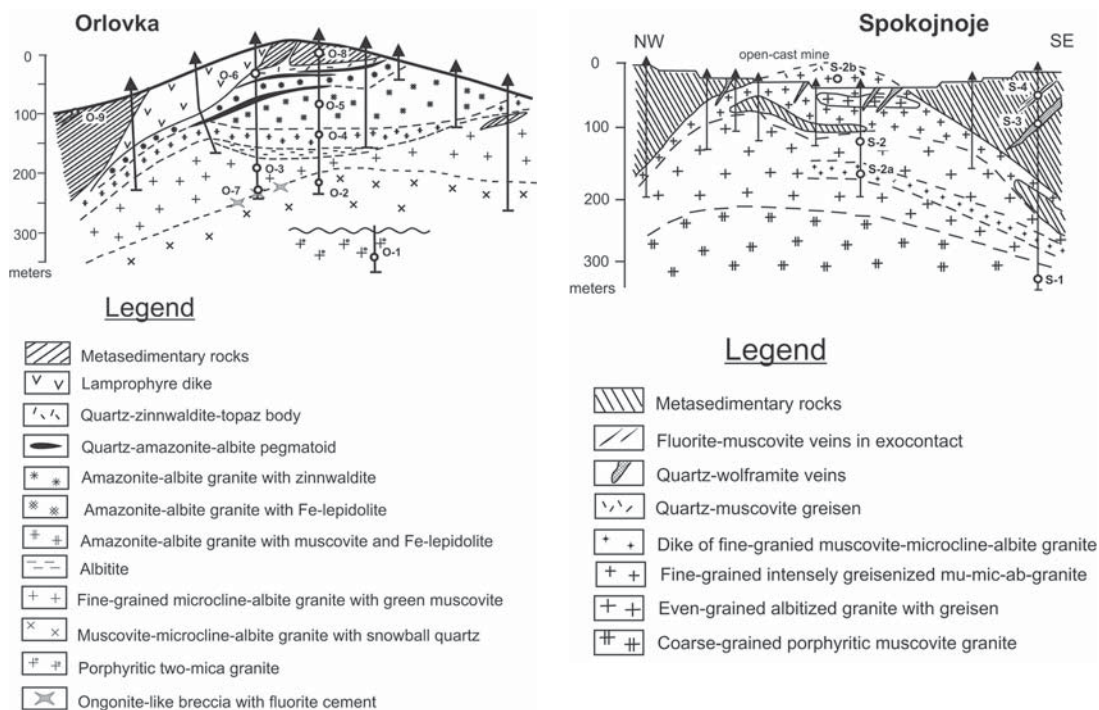 Orlovka
0
100
200
300
meters
O-8
O-6
O-5
O-9
O-4
O-3
O-7
O-2
O-1
Legend
Metasedimentary rocks
Lamprophyre dike
Quartz-zinnwaldite-topaz body
Quartz-amazonite-albite pegmatoid
Amazonite-albite granite with zinnwaldite
Amazonite-albite granite with Fe-lepidolite
Amazonite-albite granite with muscovite and Fe-lepidolite
Albitite
Fine-grained microcline-albite granite with green muscovite
Muscovite-microcline-albite granite with snowball quartz
Porphyritic two-mica granite
Ongonite-like breccia with fluorite cement
Spokojnoje
NW
SE
open-cast mine
0
100
200
300
meters
S-2b
S-4
S-3
S-2
S-2a
S-1
Legend
Metasedimentary rocks
Fluorite-muscovite veins in exocontact
Quartz-wolframite veins
Quartz-muscovite greisen
Dike of fine-granied muscovite-microcline-albite granite
Fine-grained intensely greisenized mu-mic-ab-granite
Even-grained albitized granite with greisen
Coarse-grained porphyritic muscovite granite